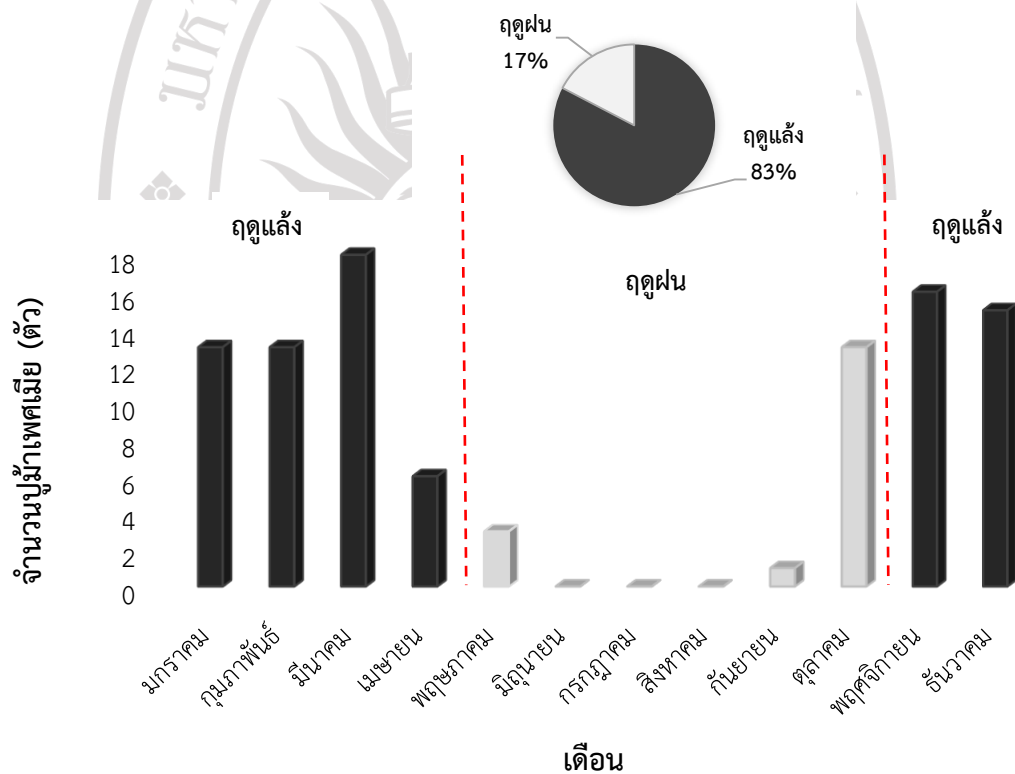 มหา
ฤดูฝน
17%
ฤดูแล้ง
83%
ฤดูแล้ง
ฤดูฝน
ฤดูแล้ง
จำนวนปูม้าเพศเมีย (ตัว)
18
16
14
12
10
8
6
4
2
0
มกราคม
กุมภาพันธ์
มีนาคม
เมษายน
พฤษภาคม
มิถุนายน
กรกฎาคม
สิงหาคม
กันยายน
ตุลาคม
พฤศจิกายน
ธันวาคม
เดือน